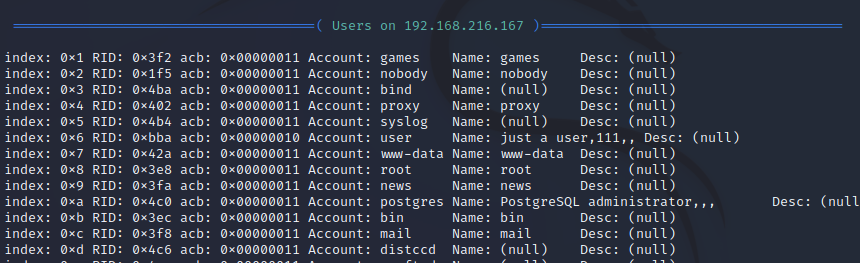 ( Users on 192.168.216.167 )
index: 0×1 RID: 0×3f2 acb: 0×00000011 Account: games Name: games Desc: (null)
index: 0×2 RID: 0×1f5 acb: 0×00000011 Account: nobody Name: nobody Desc: (null)
index: 0×3 RID: 0×4ba acb: 0×00000011 Account: bind Name: (null) Desc: (null)
index: 0×4 RID: 0×402 acb: 0×00000011 Account: proxy Name: proxy Desc: (null)
index: 0×5 RID: 0×4b4 acb: 0×00000011 Account: syslog Name: (null) Desc: (null)
index: 0×6 RID: 0×bba acb: 0×00000010 Account: user Name: just a user,111,, Desc: (null)
index: 0×7 RID: 0×42a acb: 0×00000011 Account: www-data Name: www-data Desc: (null)
index: 0×8 RID: 0×3e8 acb: 0×00000011 Account: root Name: root Desc: (null)
index: 0×9 RID: 0×3fa acb: 0×00000011 Account: news Name: news Desc: (null)
index: 0×a RID: 0×4c0 acb: 0×00000011 Account: postgres Name: PostgreSQL administrator,,, Desc: (null
index: 0×b RID: 0×3ec acb: 0×00000011 Account: bin Name: bin Desc: (null)
index: 0×c RID: 0×3f8 acb: 0×00000011 Account: mail Name: mail Desc: (null)
index: 0×d RID: 0×4c6 acb: 0×00000011 Account: distccd Name: (null) Desc: (null)